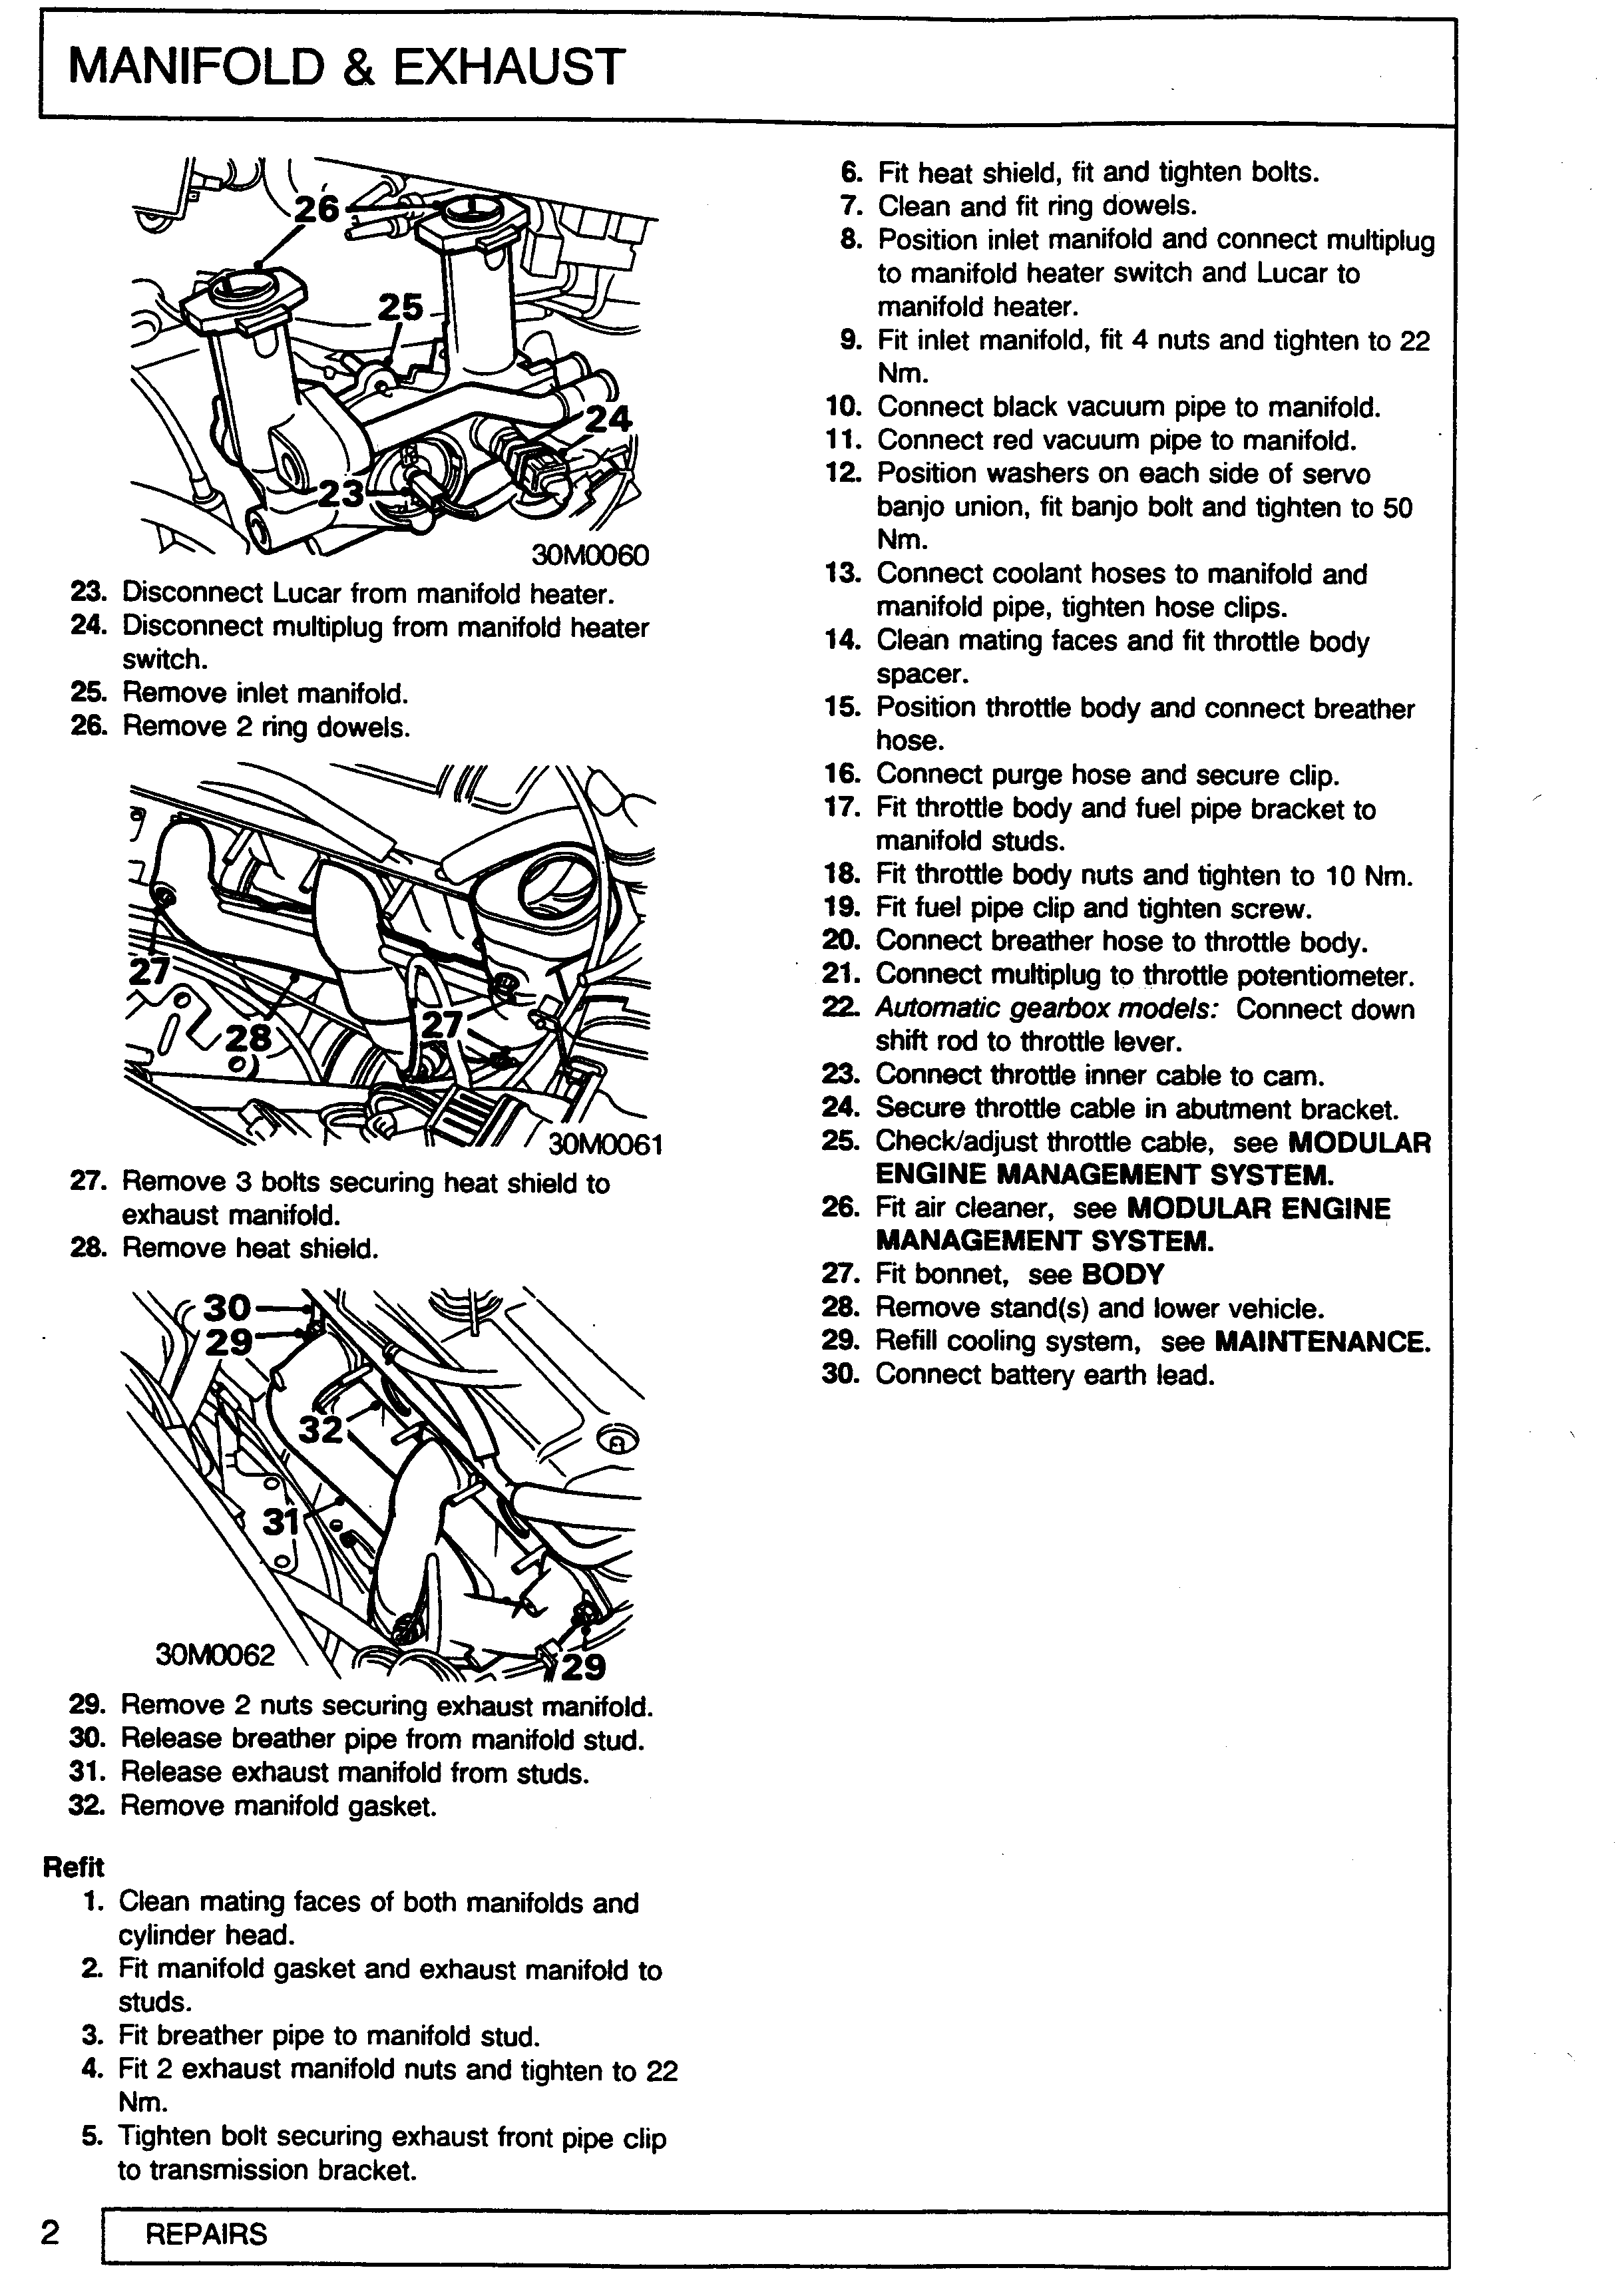 MANIFOLD & EXHAUST
26
25
24
23
30M0060
23. Disconnect Lucar from manifold heater.
24. Disconnect multiplug from manifold heater
switch.
25. Remove inlet manifold.
26. Remove 2 ring dowels.
27
28
27
30M0061
27. Remove 3 bolts securing heat shield to
exhaust manifold.
28. Remove heat shield.
30
29
32
31
30M0062
29
29. Remove 2 nuts securing exhaust manifold.
30. Release breather pipe from manifold stud.
31. Release exhaust manifold from studs.
32. Remove manifold gasket.
Refit
1. Clean mating faces of both manifolds and
cylinder head.
2. Fit manifold gasket and exhaust manifold to
studs.
3. Fit breather pipe to manifold stud.
4. Fit 2 exhaust manifold nuts and tighten to 22
Nm.
5. Tighten bolt securing exhaust front pipe clip
to transmission bracket.
6. Fit heat shield, fit and tighten bolts.
7. Clean and fit ring dowels.
8. Position inlet manifold and connect multiplug
to manifold heater switch and Lucar to
manifold heater.
9. Fit inlet manifold, fit 4 nuts and tighten to 22
Nm.
10. Connect black vacuum pipe to manifold.
11. Connect red vacuum pipe to manifold.
12. Position washers on each side of servo
banjo union, fit banjo bolt and tighten to 50
Nm.
13. Connect coolant hoses to manifold and
manifold pipe, tighten hose clips.
14. Clean mating faces and fit throttle body
spacer.
15. Position throttle body and connect breather
hose.
16. Connect purge hose and secure clip.
17. Fit throttle body and fuel pipe bracket to
manifold studs.
18. Fit throttle body nuts and tighten to 10 Nm.
19. Fit fuel pipe clip and tighten screw.
20. Connect breather hose to throttle body.
21. Connect multiplug to throttle potentiometer.
22. Automatic gearbox models: Connect down
shift rod to throttle lever.
23. Connect throttle inner cable to cam.
24. Secure throttle cable in abutment bracket.
25. Check/adjust throttle cable, see MODULAR
ENGINE MANAGEMENT SYSTEM.
26. Fit air cleaner, see MODULAR ENGINE
MANAGEMENT SYSTEM.
27. Fit bonnet, see BODY
28. Remove stand(s) and lower vehicle.
29. Refill cooling system, see MAINTENANCE.
30. Connect battery earth lead.
2 REPAIRS